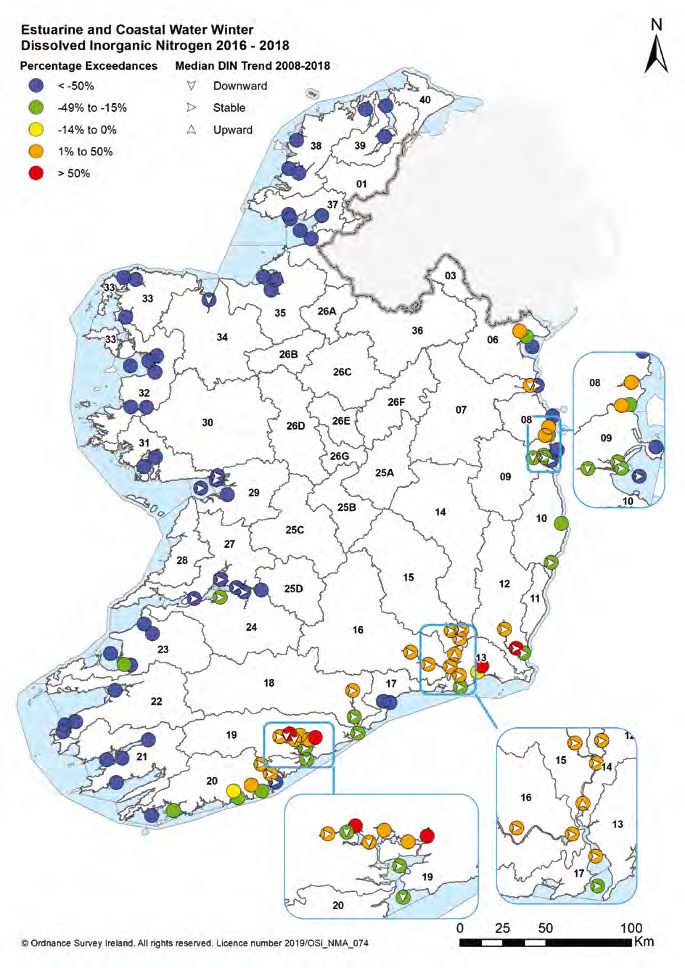 Estuarine and Coastal Water Winter
Dissolved Inorganic Nitrogen 2016 - 2018
Percentage Exceedances
Median DIN Trend 2008-2018
< -50%
Downward
-49% to -15%
Stable
-14% to 0%
Upward
1% to 50%
> 50%
N
40
38
39
01
37
03
33
33
35
26A
36
06
34
33
26B
26C
08
32
26F
07
08
30
26D
26E
09
31
26G
25A
09
29
10
25B
14
10
27
25C
28
15
12
25D
11
24
16
23
13
18
17
22
19
21
20
12
15
14
16
13
17
19
20
0 25 50 100
Km
© Ordnance Survey Ireland. All rights reserved. Licence number 2019/OSi_NMA_074